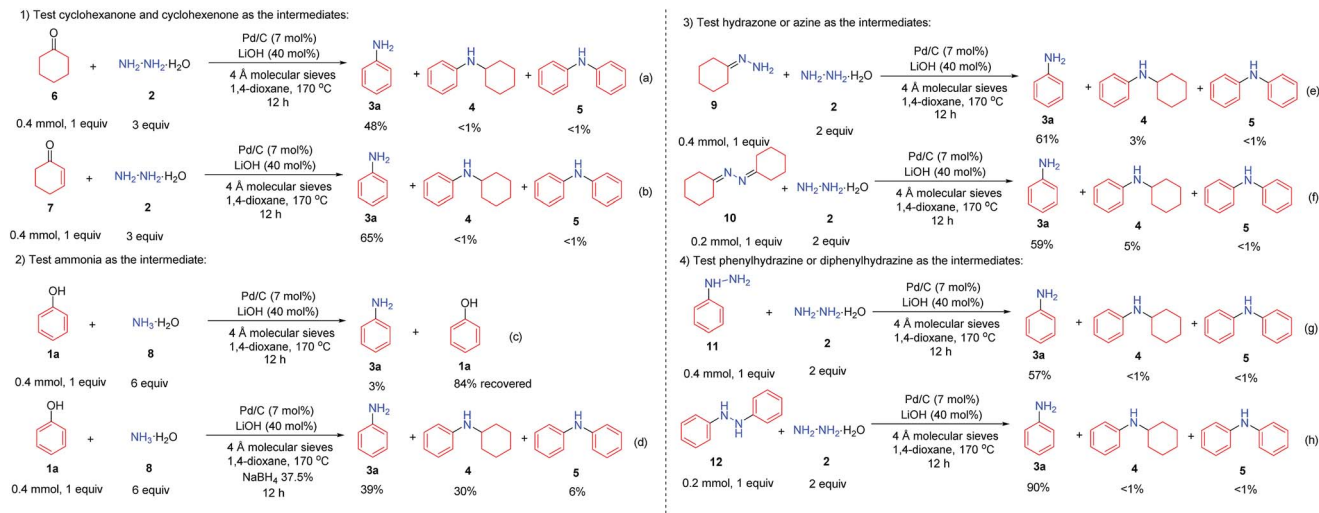 1) Test cyclohexanone and cyclohexenone as the intermediates:
O
6
0.4 mmol, 1 equiv
+
NH2-NH2·H2O
2
3 equiv
Pd/C (7 mol%)
LiOH (40 mol%)
4 Å molecular sieves
1,4-dioxane, 170 °C
12 h
NH2
3a
48%
+
H
N
4
<1%
+
H
N
5
<1%
(a)
O
7
0.4 mmol, 1 equiv
+
NH2-NH2·H2O
2
3 equiv
Pd/C (7 mol%)
LiOH (40 mol%)
4 Å molecular sieves
1,4-dioxane, 170 °C
12 h
NH2
3a
65%
+
H
N
4
<1%
+
H
N
5
<1%
(b)
2) Test ammonia as the intermediate:
OH
1a
0.4 mmol, 1 equiv
+
NH3·H2O
8
6 equiv
Pd/C (7 mol%)
LiOH (40 mol%)
4 Å molecular sieves
1,4-dioxane, 170 °C
12 h
NH2
3a
3%
+
OH
1a
84% recovered
(c)
OH
1a
0.4 mmol, 1 equiv
+
NH3·H2O
8
6 equiv
Pd/C (7 mol%)
LiOH (40 mol%)
4 Å molecular sieves
1,4-dioxane, 170 °C
NaBH4 37.5%
12 h
NH2
3a
39%
+
H
N
4
30%
+
H
N
5
6%
(d)
3) Test hydrazone or azine as the intermediates:
N
NH2
9
0.4 mmol, 1 equiv
+
NH2-NH2·H2O
2
2 equiv
Pd/C (7 mol%)
LiOH (40 mol%)
4 Å molecular sieves
1,4-dioxane, 170 °C
12 h
NH2
3a
61%
+
H
N
4
3%
+
H
N
5
<1%
(e)
N
N
10
0.2 mmol, 1 equiv
+
NH2-NH2·H2O
2
2 equiv
Pd/C (7 mol%)
LiOH (40 mol%)
4 Å molecular sieves
1,4-dioxane, 170 °C
12 h
NH2
3a
59%
+
H
N
4
5%
+
H
N
5
<1%
(f)
4) Test phenylhydrazine or diphenylhydrazine as the intermediates:
NH
NH2
11
0.4 mmol, 1 equiv
+
NH2-NH2·H2O
2
2 equiv
Pd/C (7 mol%)
LiOH (40 mol%)
4 Å molecular sieves
1,4-dioxane, 170 °C
12 h
NH2
3a
57%
+
H
N
4
<1%
+
H
N
5
<1%
(g)
H
N
N
H
12
0.2 mmol, 1 equiv
+
NH2-NH2·H2O
2
2 equiv
Pd/C (7 mol%)
LiOH (40 mol%)
4 Å molecular sieves
1,4-dioxane, 170 °C
12 h
NH2
3a
90%
+
H
N
4
<1%
+
H
N
5
<1%
(h)